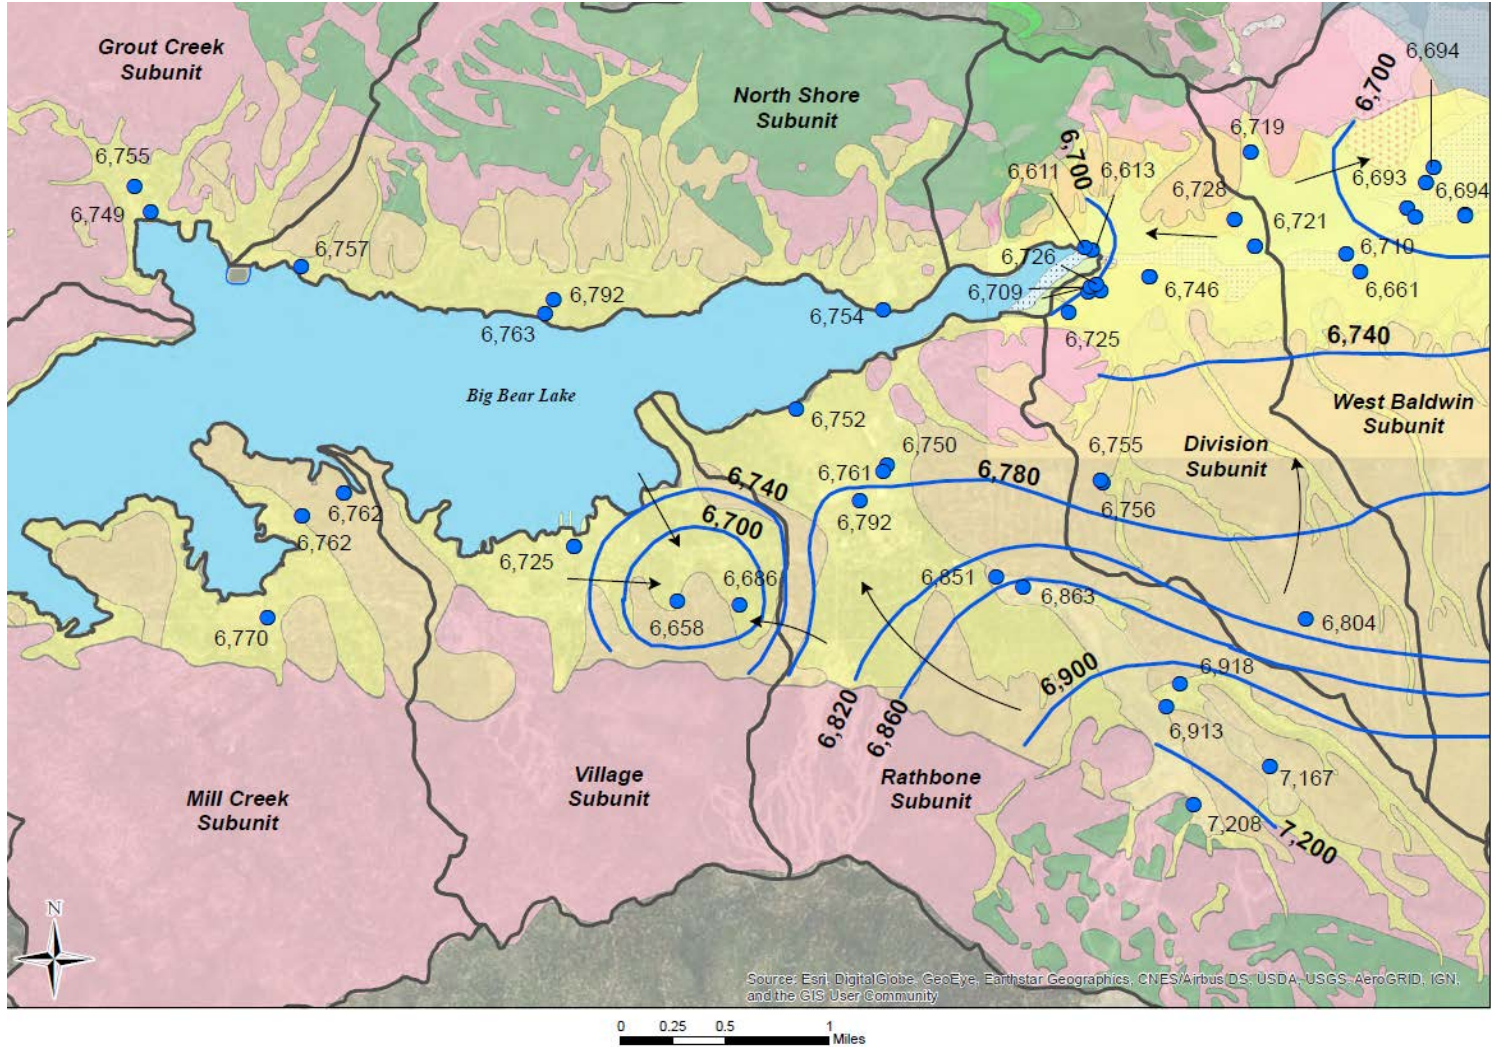 Grout Creek
Subunit
North Shore
Subunit
6,694
6,700
6,719
6,755
6,700
6,611
6,613
6,693
6,694
6,728
6,749
6,721
6,757
6,726
6,710
6,792
6,709
6,746
6,661
6,763
6,754
6,725
6,740
Big Bear Lake
West Baldwin
Subunit
6,752
6,750
6,755
Division
Subunit
6,761
6,780
6,740
6,792
6,756
6,762
6,700
6,762
6,725
6,686
6,851
6,863
6,658
6,804
6,770
6,918
6,900
6,820
6,860
6,913
Village
Subunit
Rathbone
Subunit
7,167
Mill Creek
Subunit
7,208
7,200
N
Source: Esri, DigitalGlobe, GeoEye, Earthstar Geographics, CNES/Airbus DS, USDA, USGS, AeroGRID, IGN,
and the GIS User Community
0 0.25 0.5 1
Miles